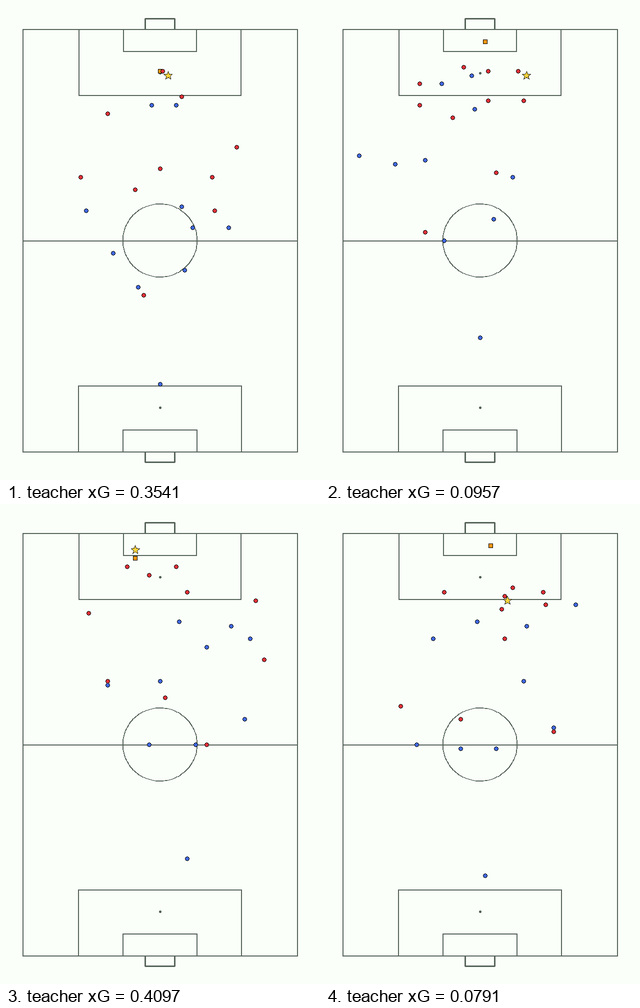 1. teacher xG = 0.3541
2. teacher xG = 0.0957
3. teacher xG = 0.4097
4. teacher xG = 0.0791